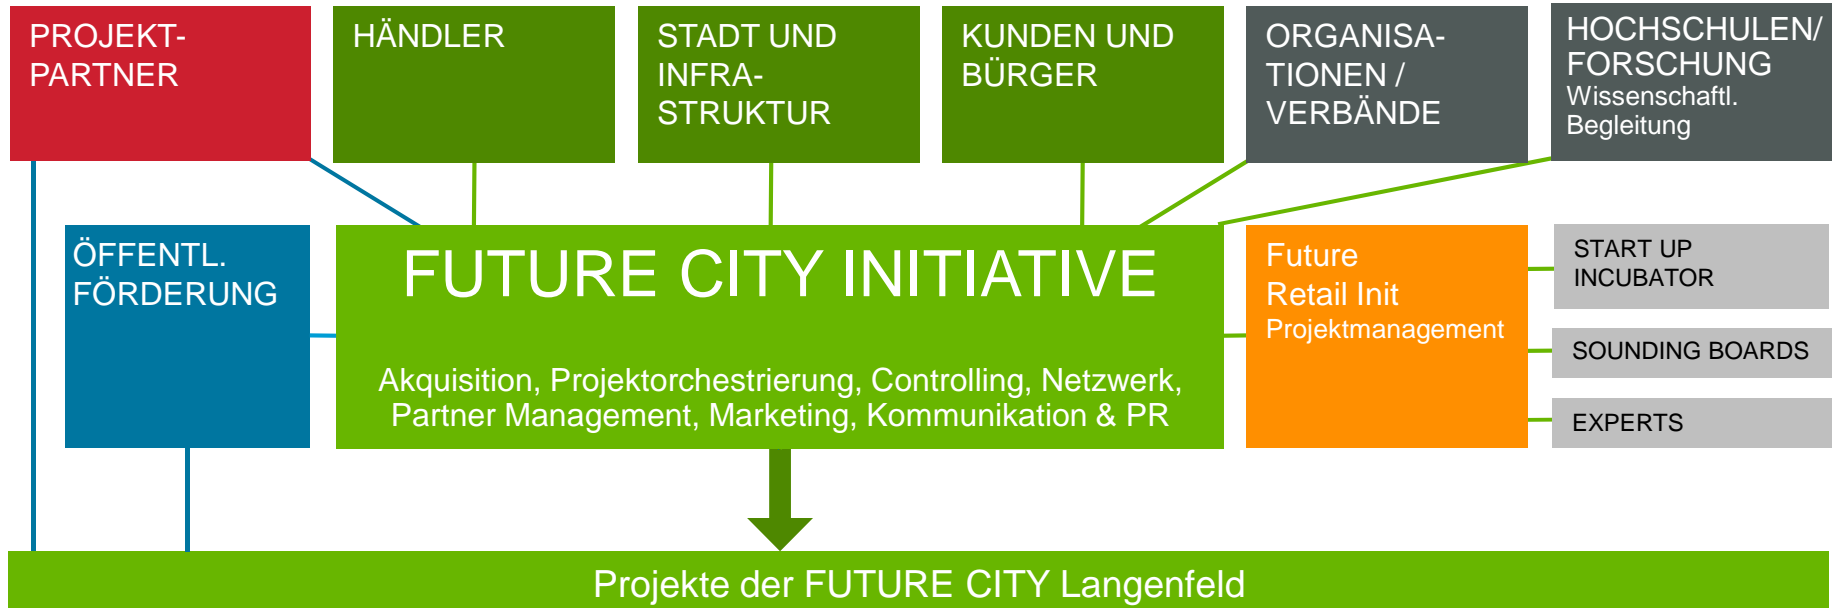 PROJEKT-
PARTNER
HÄNDLER
STADT UND
INFRA-
STRUKTUR
KUNDEN UND
BÜRGER
ORGANISA-
TIONEN /
VERBÄNDE
HOCHSCHULEN/
FORSCHUNG
Wissenschaftl.
Begleitung
ÖFFENTL.
FÖRDERUNG
FUTURE CITY INITIATIVE
Akquisition, Projektorchestrierung, Controlling, Netzwerk,
Partner Management, Marketing, Kommunikation & PR
Future
Retail Init
Projektmanagement
START UP
INCUBATOR
SOUNDING BOARDS
EXPERTS
Projekte der FUTURE CITY Langenfeld